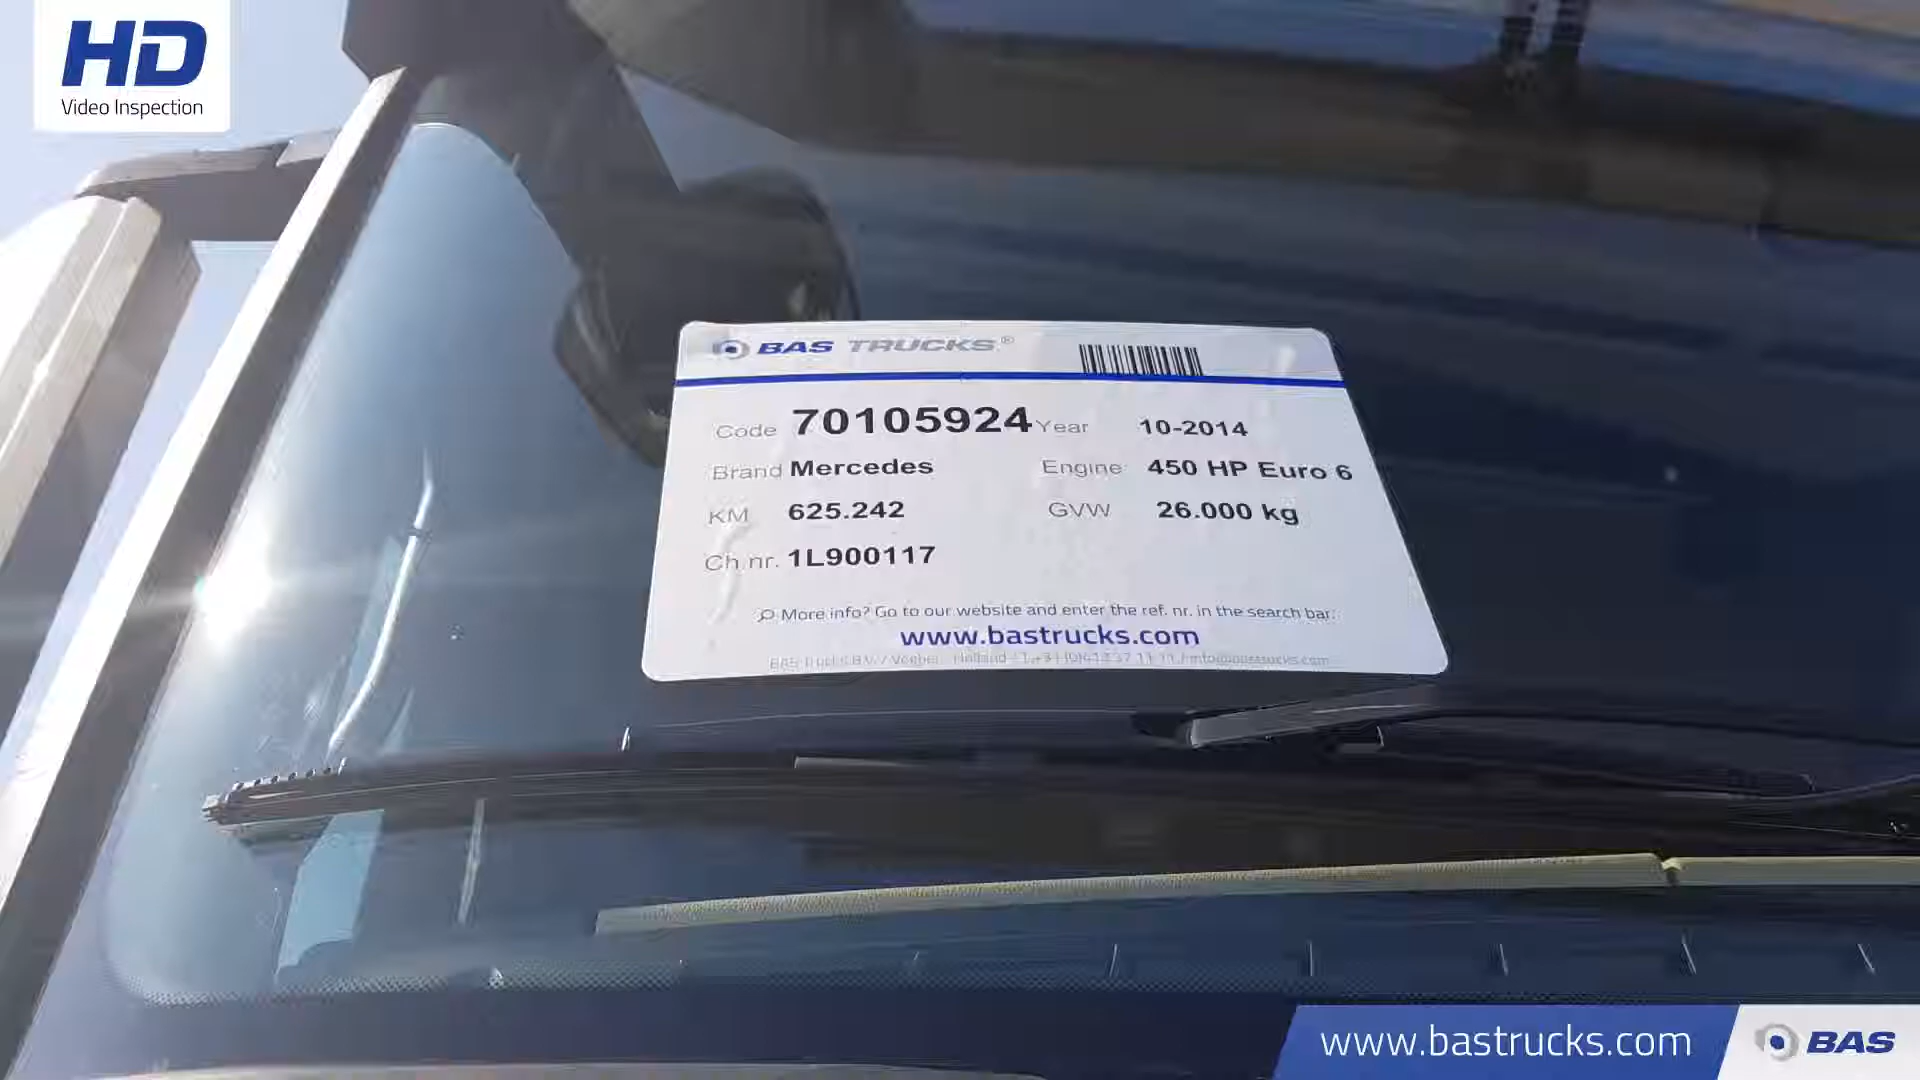 HD
Video Inspection
BAS TRUCKS®
Code 70105924 Year 10-2014
Brand Mercedes Engine 450 HP Euro 6
KM 625.242 GVW 26.000 kg
Ch.nr. 1L900117
More info? Go to our website and enter the ref. nr. in the search bar:
www.bastrucks.com
Holland
www.bastrucks.com
BAS